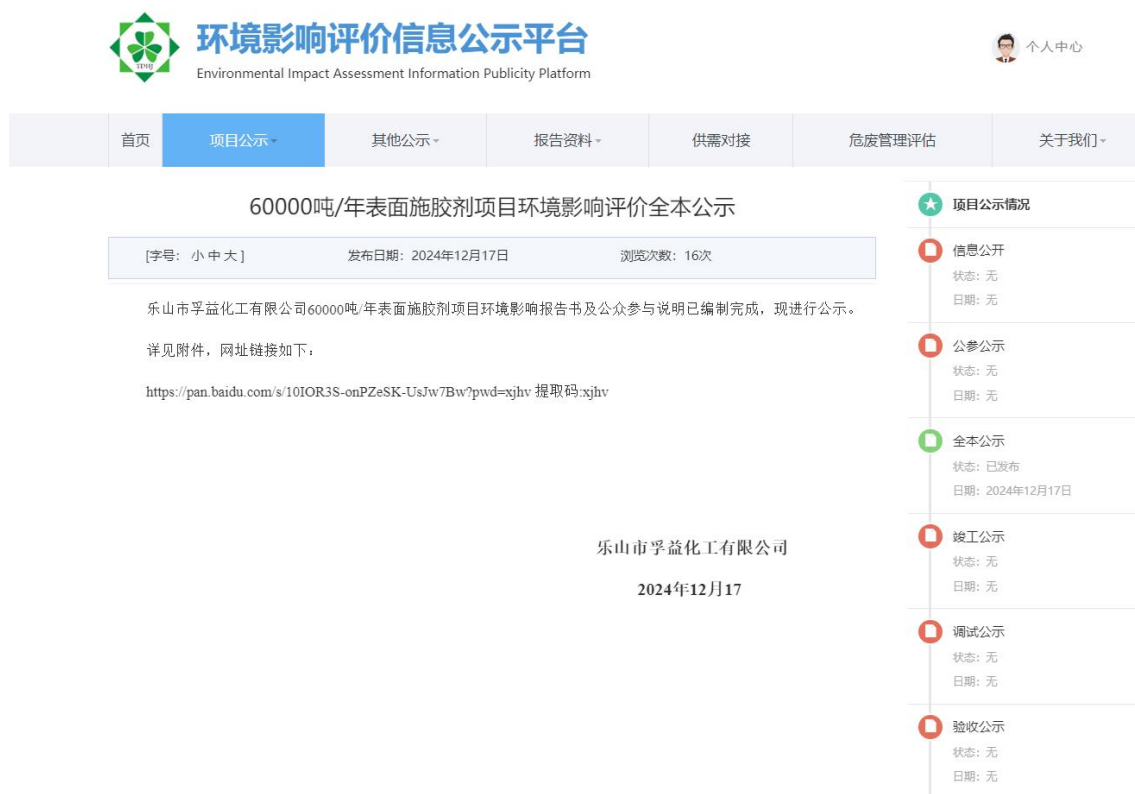 环境影响评价信息公示平台
Environmental Impact Assessment Information Publicity Platform
TDHJ
个人中心
首页 项目公示 其他公示 报告资料 供需对接 危废管理评估 关于我们
60000吨/年表面施胶剂项目环境影响评价全本公示
[字号： 小 中 大 ] 发布日期：2024年12月17日 浏览次数：16次
乐山市孚益化工有限公司60000吨/年表面施胶剂项目环境影响报告书及公众参与说明已编制完成，现进行公示。
详见附件，网址链接如下：
https://pan.baidu.com/s/10IOR3S-onPZeSK-UsJw7Bw?pwd=xjhv 提取码:xjhv
乐山市孚益化工有限公司
2024年12月17
项目公示情况
信息公开
状态：无
日期：无
公参公示
状态：无
日期：无
全本公示
状态：已发布
日期：2024年12月17日
竣工公示
状态：无
日期：无
调试公示
状态：无
日期：无
验收公示
状态：无
日期：无